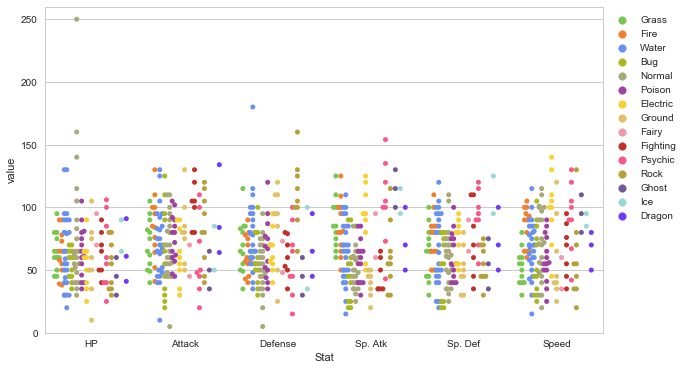 250
200
150
100
50
0
value
HP Attack Defense Sp. Atk Sp. Def Speed
Stat
Grass
Fire
Water
Bug
Normal
Poison
Electric
Ground
Fairy
Fighting
Psychic
Rock
Ghost
Ice
Dragon